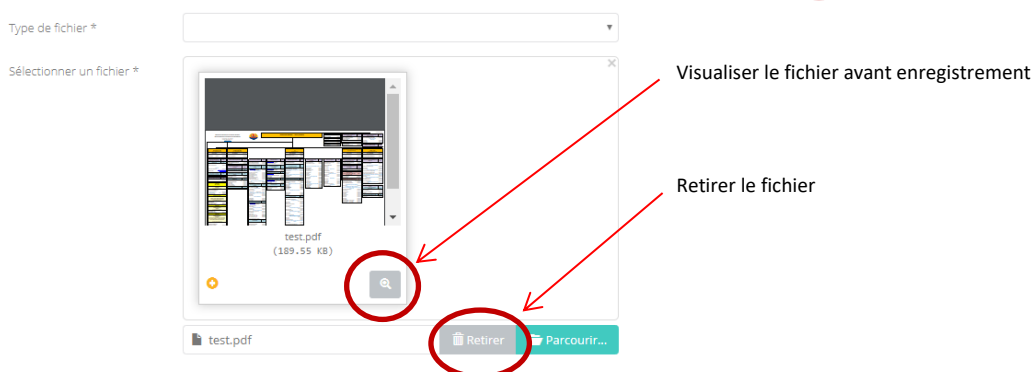 Type de fichier *
Sélectionner un fichier *
Visualiser le fichier avant enregistrement
Retirer le fichier
test.pdf
(189.55 KB)
test.pdf
Retirer
Parcourir...